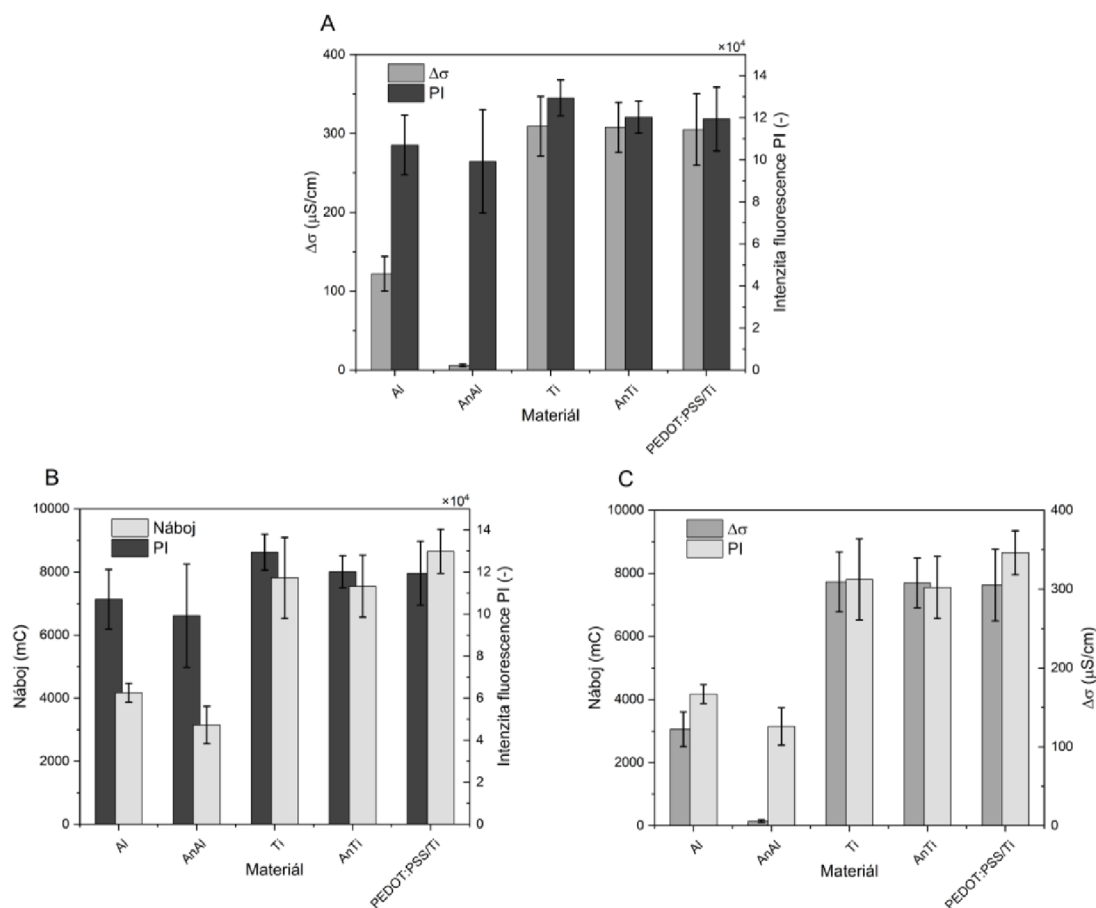 A
×10⁴
400
300
200
100
0
Δσ (µS/cm)
Δσ
PI
14
12
10
8
6
4
2
0
Intenzita fluorescence PI (-)
Al
AnAl
Ti
AnTi
PEDOT:PSS/Ti
Materiál
B
×10⁴
10000
8000
6000
4000
2000
0
Náboj (mC)
Náboj
PI
14
12
10
8
6
4
2
0
Intenzita fluorescence PI (-)
Al
AnAl
Ti
AnTi
PEDOT:PSS/Ti
Materiál
C
10000
8000
6000
4000
2000
0
Náboj (mC)
Δσ
PI
400
300
200
100
0
Δσ (µS/cm)
Al
AnAl
Ti
AnTi
PEDOT:PSS/Ti
Materiál